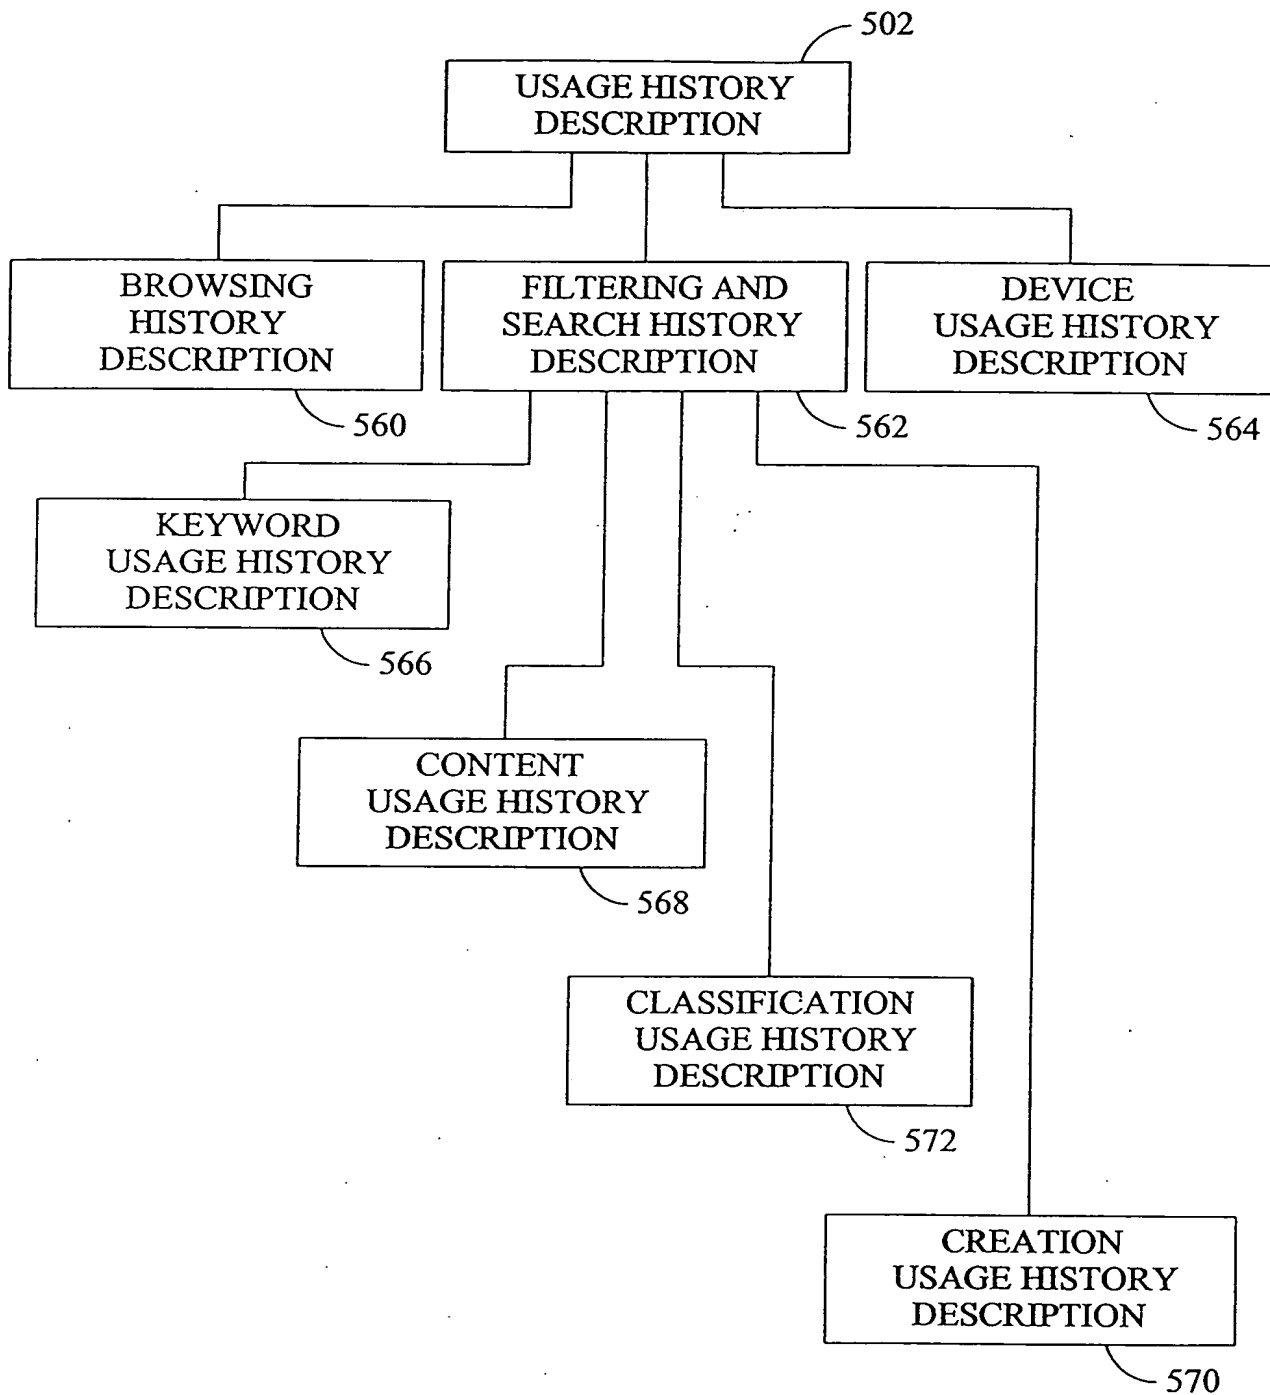 502
USAGE HISTORY
DESCRIPTION
BROWSING
HISTORY
DESCRIPTION
560
FILTERING AND
SEARCH HISTORY
DESCRIPTION
562
DEVICE
USAGE HISTORY
DESCRIPTION
564
KEYWORD
USAGE HISTORY
DESCRIPTION
566
CONTENT
USAGE HISTORY
DESCRIPTION
568
CLASSIFICATION
USAGE HISTORY
DESCRIPTION
572
CREATION
USAGE HISTORY
DESCRIPTION
570